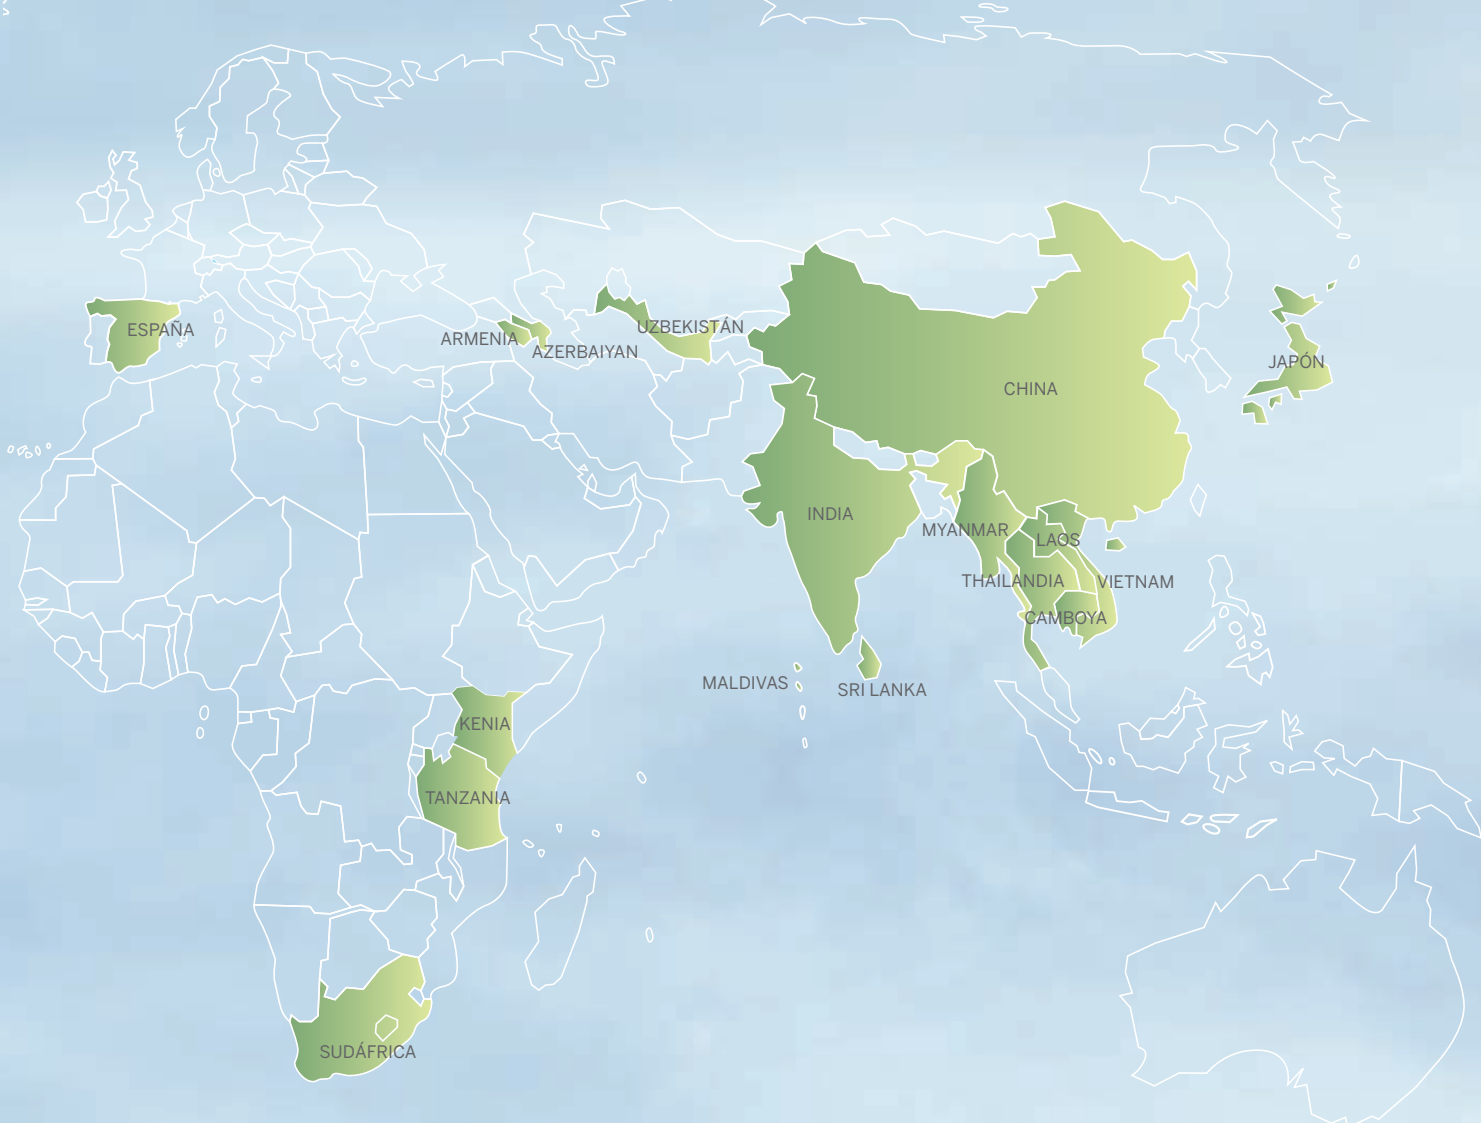 ESPAÑA
ARMENIA
AZERBAIYAN
UZBEKISTÁN
CHINA
JAPÓN
INDIA
MYANMAR
LAOS
THAILANDIA
VIETNAM
CAMBOYA
MALDIVAS
SRI LANKA
KENIA
TANZANIA
SUDÁFRICA